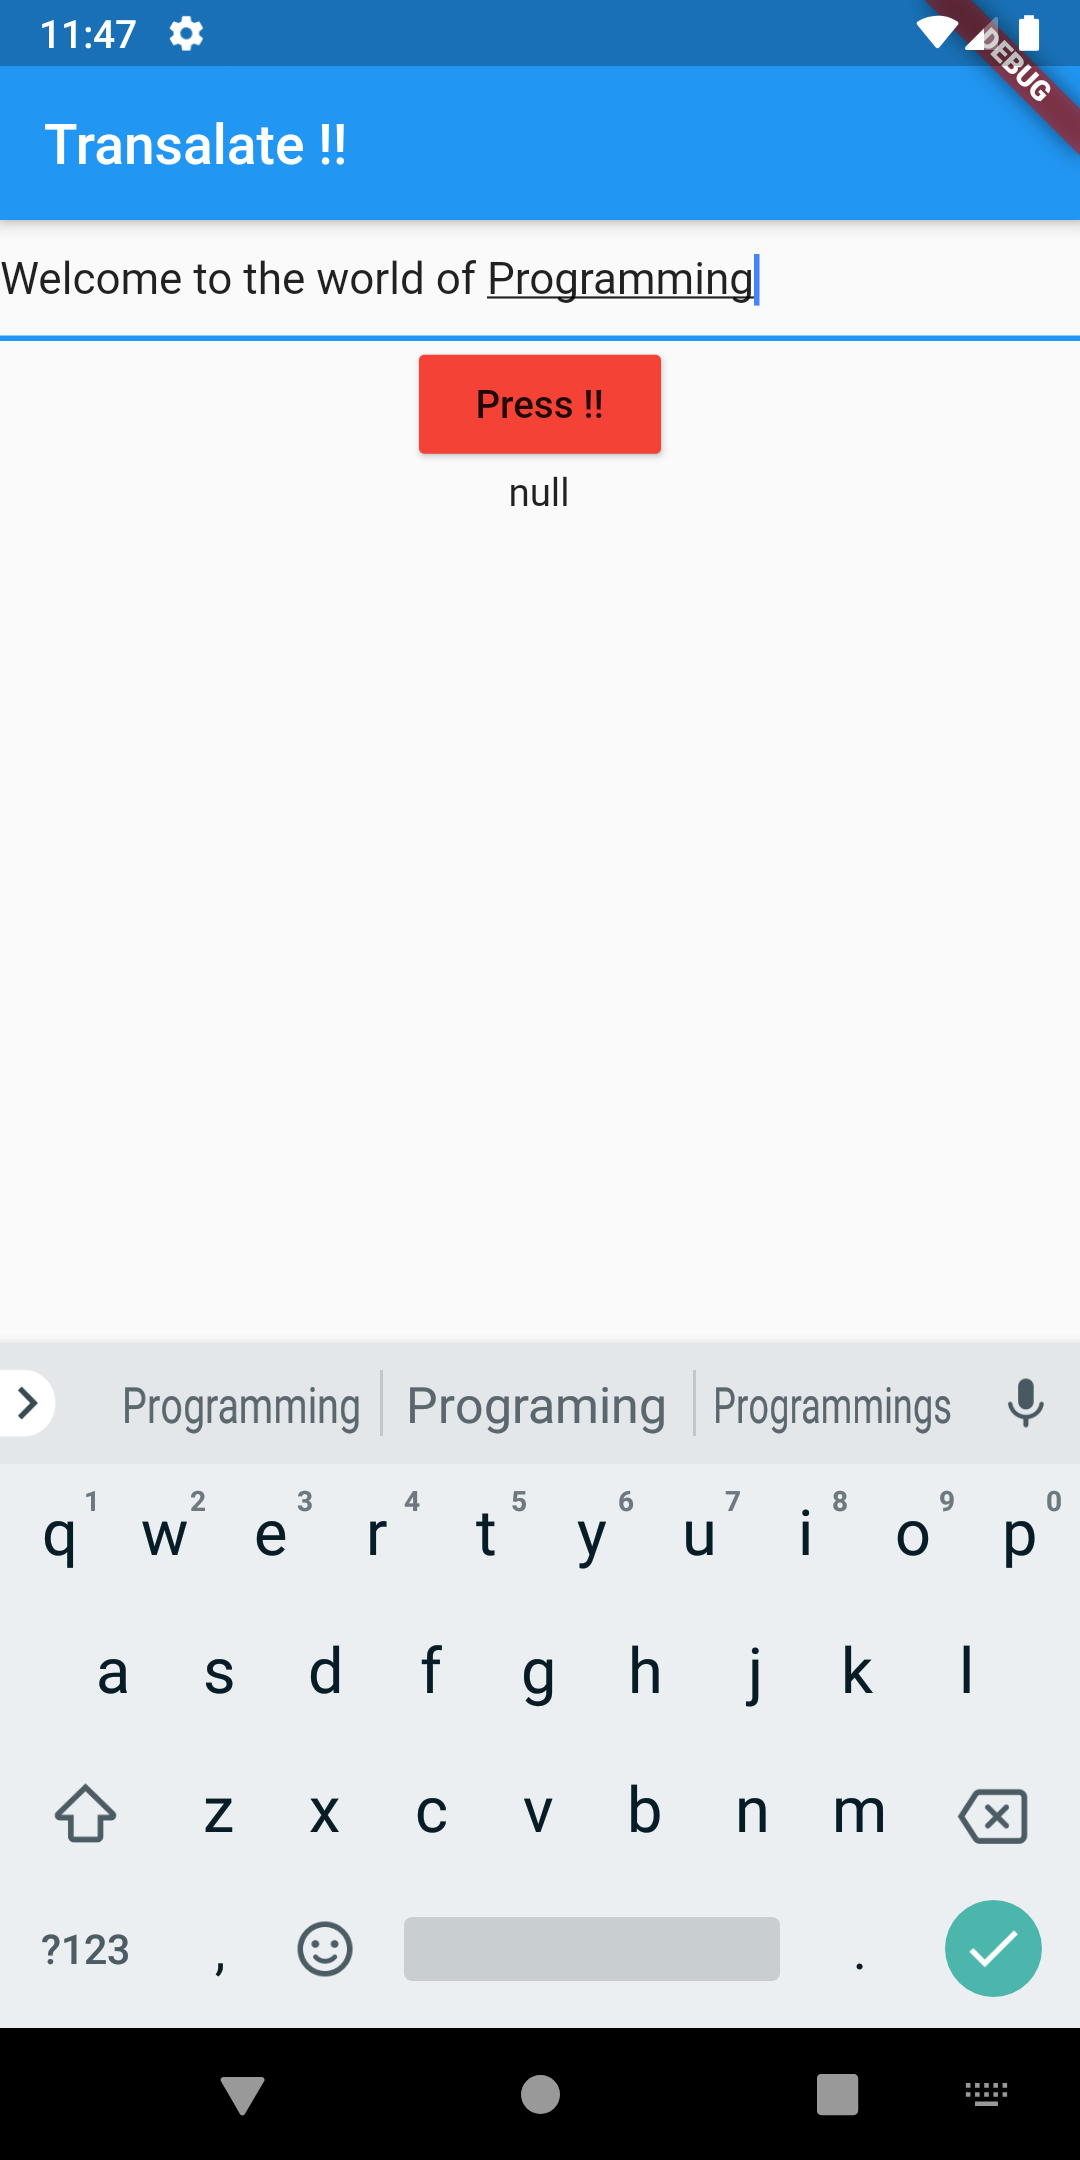 11:47
DEBUG
Transalate !!
Welcome to the world of Programming
Press !!
null
Programming Programing Programmings
q 1 w 2 e 3 r 4 t 5 y 6 u 7 i 8 o 9 p 0
a s d f g h j k l
z x c v b n m
?123 , .